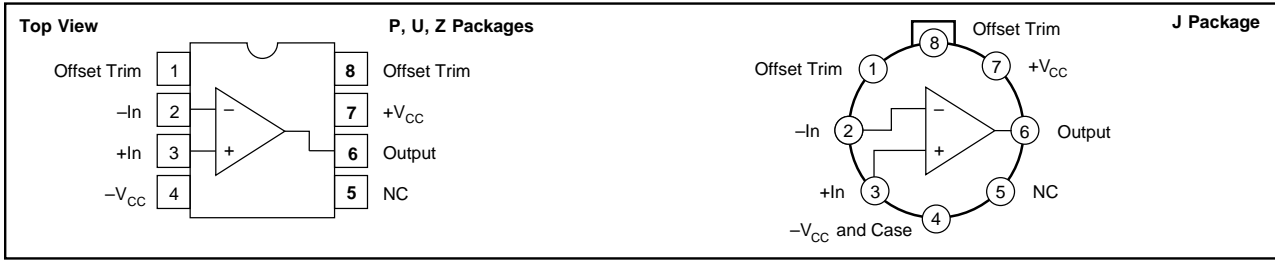 Top View
P, U, Z Packages
Offset Trim 1 8 Offset Trim
–In 2 – 7 +VCC
+In 3 + 6 Output
–VCC 4 5 NC
J Package
8 Offset Trim
Offset Trim 1 7 +VCC
–In 2 – 6 Output
+
+In 3 5 NC
4
–VCC and Case